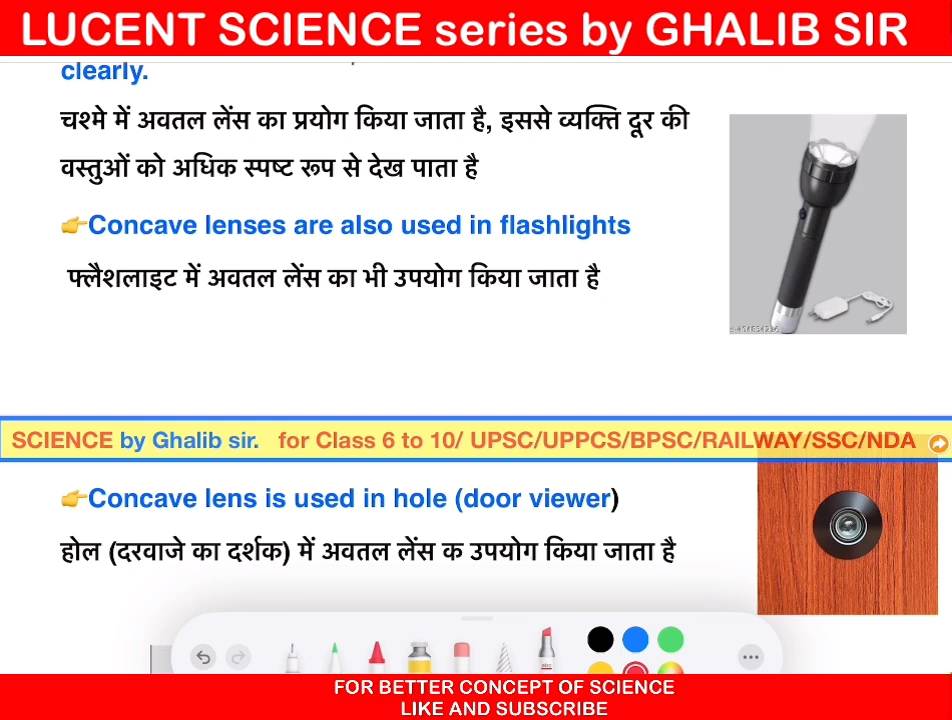 LUCENT SCIENCE series by GHALIB SIR
clearly.
चश्मे में अवतल लेंस का प्रयोग किया जाता है, इससे व्यक्ति दूर की
वस्तुओं को अधिक स्पष्ट रूप से देख पाता है
👉Concave lenses are also used in flashlights
फ्लैशलाइट में अवतल लेंस का भी उपयोग किया जाता है
SCIENCE by Ghalib sir. for Class 6 to 10/ UPSC/UPPCS/BPSC/RAILWAY/SSC/NDA
👉Concave lens is used in hole (door viewer)
होल (दरवाजे का दर्शक) में अवतल लेंस क उपयोग किया जाता है
FOR BETTER CONCEPT OF SCIENCE
LIKE AND SUBSCRIBE